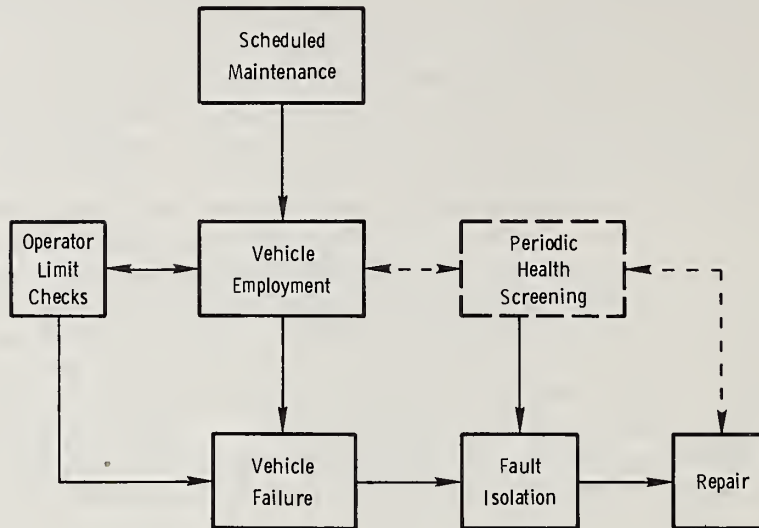 Scheduled
Maintenance
Operator
Limit
Checks
Vehicle
Employment
Periodic
Health
Screening
Vehicle
Failure
Fault
Isolation
Repair